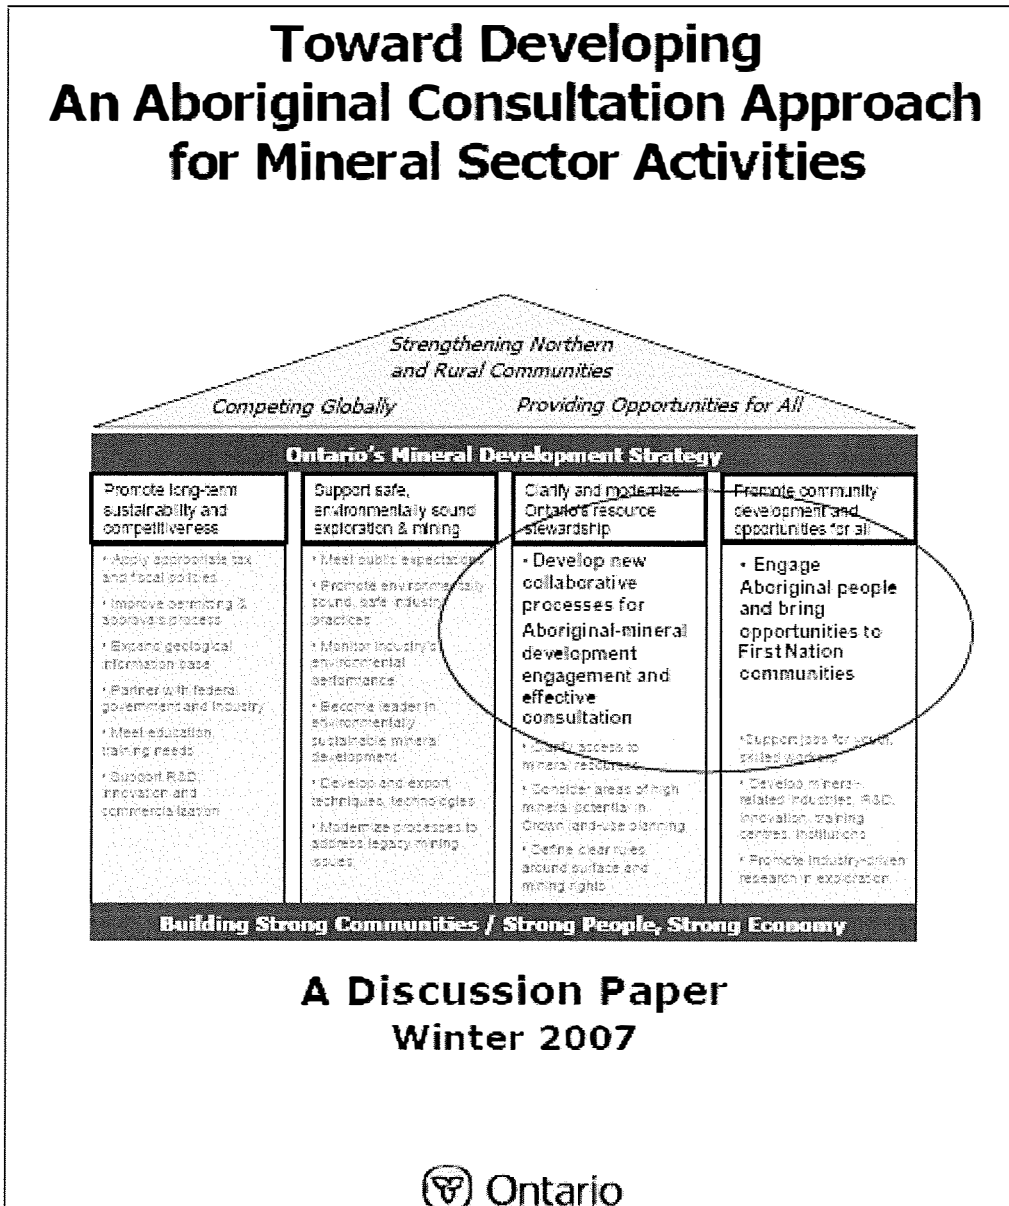 Toward Developing
An Aboriginal Consultation Approach
for Mineral Sector Activities
Strengthening Northern
and Rural Communities
Competing Globally
Providing Opportunities for All
Ontario's Mineral Development Strategy
Promote long-term
sustainability and
competitiveness
• Apply appropriate tax
and fiscal policies
• Improve permitting &
approvals process
• Expand geological
information base
• Partner with federal
government and industry
• Meet education,
training needs
• Support R&D,
innovation and
commercialization
Support safe,
environmentally sound
exploration & mining
• Meet public expectations
• Promote environmentally
sound, safe industry
practices
• Monitor industry's
environmental
performance
• Become leader in
environmentally
sustainable mineral
development
• Develop and export
techniques, technologies
• Modernize processes to
address legacy mining
issues
Clarify and modernize
Ontario's resource
stewardship
• Develop new
collaborative
processes for
Aboriginal-mineral
development
engagement and
effective
consultation
• Clarify access to
mineral resources
• Consider areas of high
mineral potential in
Crown land-use planning
• Define clear rules
around surface and
mining rights
Promote community
development and
opportunities for all
• Engage
Aboriginal people
and bring
opportunities to
First Nation
communities
• Support jobs for youth,
skilled workers
• Develop mineral-
related industries, R&D,
innovation, training
centres, institutions
• Promote industry-driven
research in exploration
Building Strong Communities / Strong People, Strong Economy
A Discussion Paper
Winter 2007
Ontario